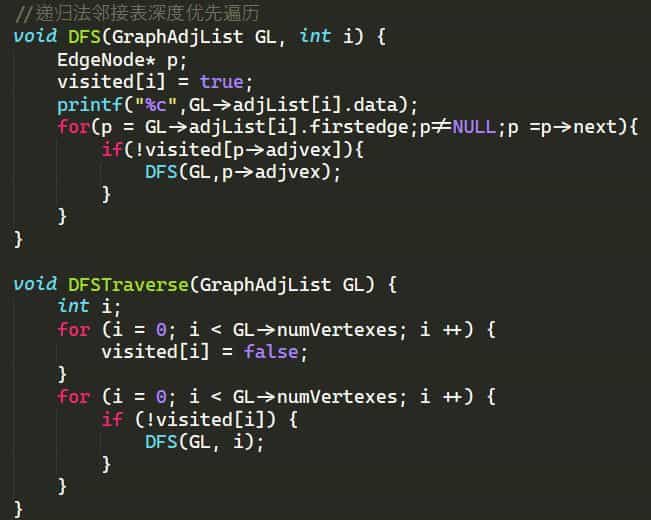 //递归法邻接表深度优先遍历
void DFS(GraphAdjList GL, int i) {
    EdgeNode* p;
    visited[i] = true;
    printf("%c",GL->adjList[i].data);
    for(p = GL->adjList[i].firstedge;p!=NULL;p =p->next){
        if(!visited[p->adjvex]){
            DFS(GL,p->adjvex);
        }
    }
}

void DFSTraverse(GraphAdjList GL) {
    int i;
    for (i = 0; i < GL->numVertexes; i ++) {
        visited[i] = false;
    }
    for (i = 0; i < GL->numVertexes; i ++) {
        if (!visited[i]) {
            DFS(GL, i);
        }
    }
}